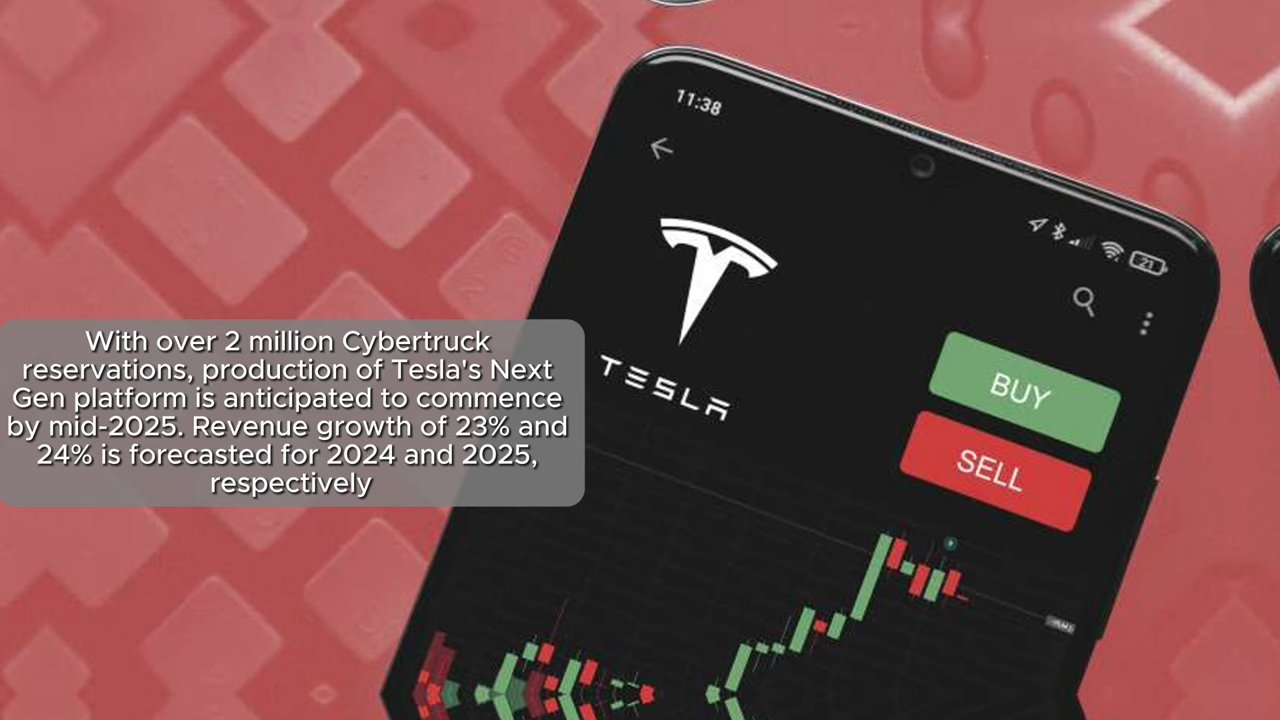 11:38
21
TESLA
BUY
SELL
With over 2 million Cybertruck
reservations, production of Tesla's Next
Gen platform is anticipated to commence
by mid-2025. Revenue growth of 23% and
24% is forecasted for 2024 and 2025,
respectively